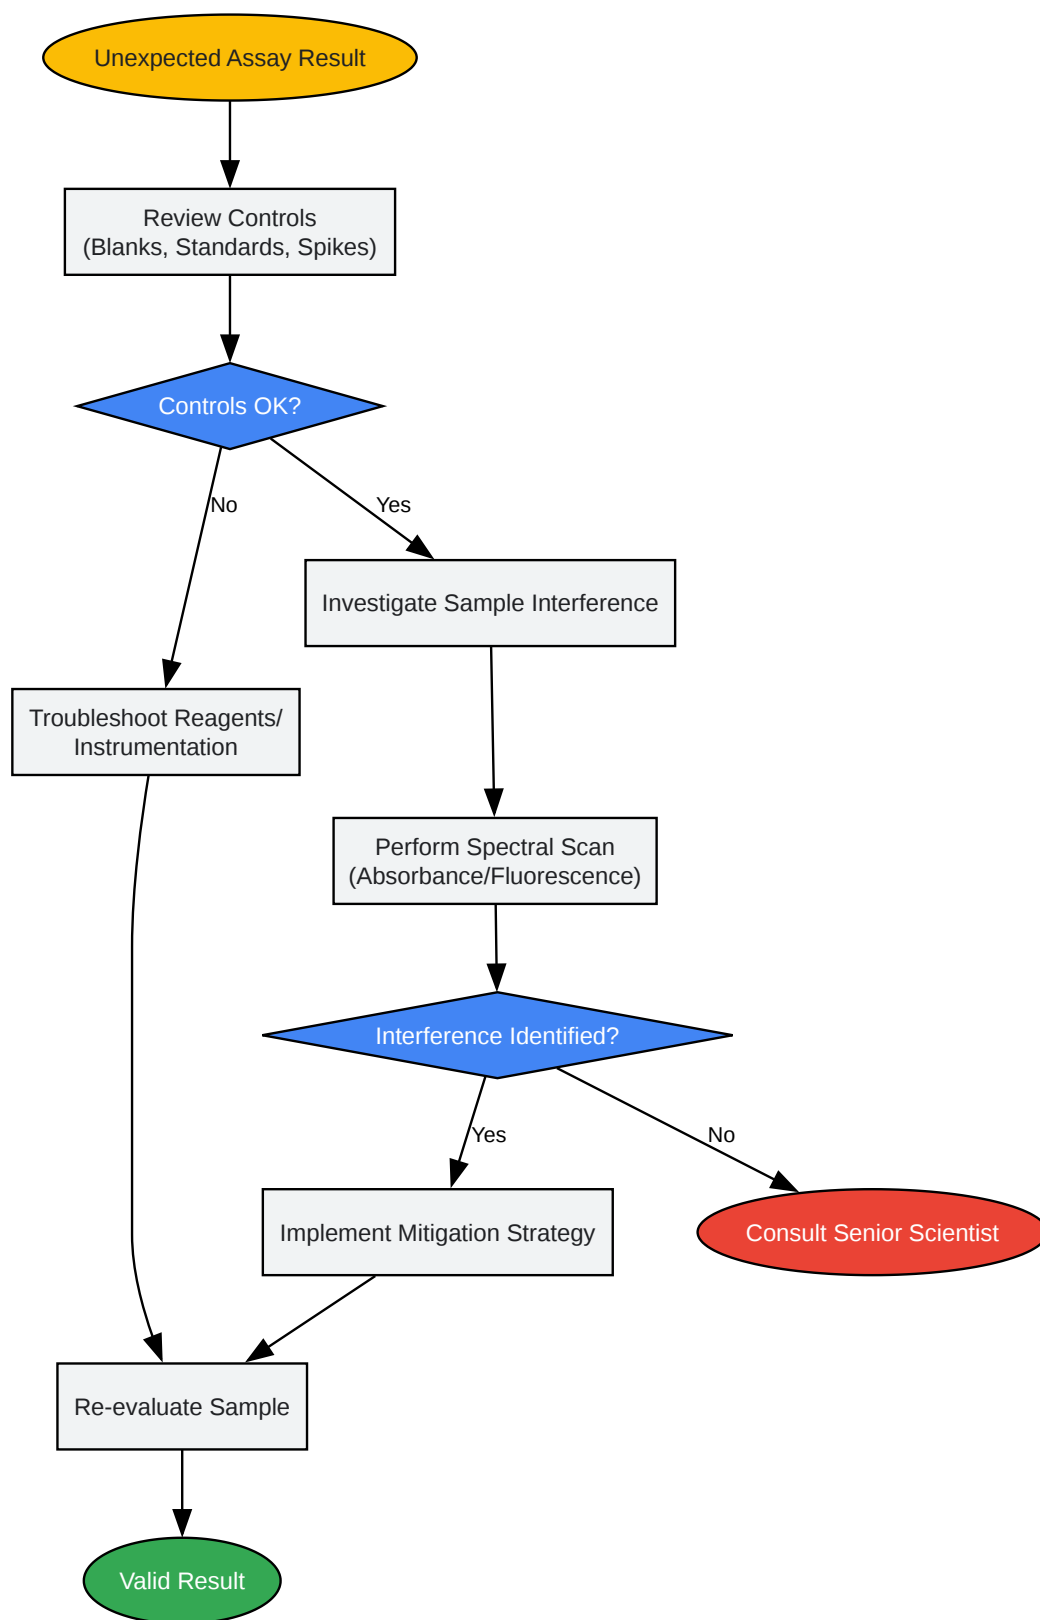 Unexpected Assay Result
Review Controls
(Blanks, Standards, Spikes)
Controls OK?
No
Yes
Investigate Sample Interference
Troubleshoot Reagents/
Instrumentation
Perform Spectral Scan
(Absorbance/Fluorescence)
Interference Identified?
Yes
No
Implement Mitigation Strategy
Consult Senior Scientist
Re-evaluate Sample
Valid Result